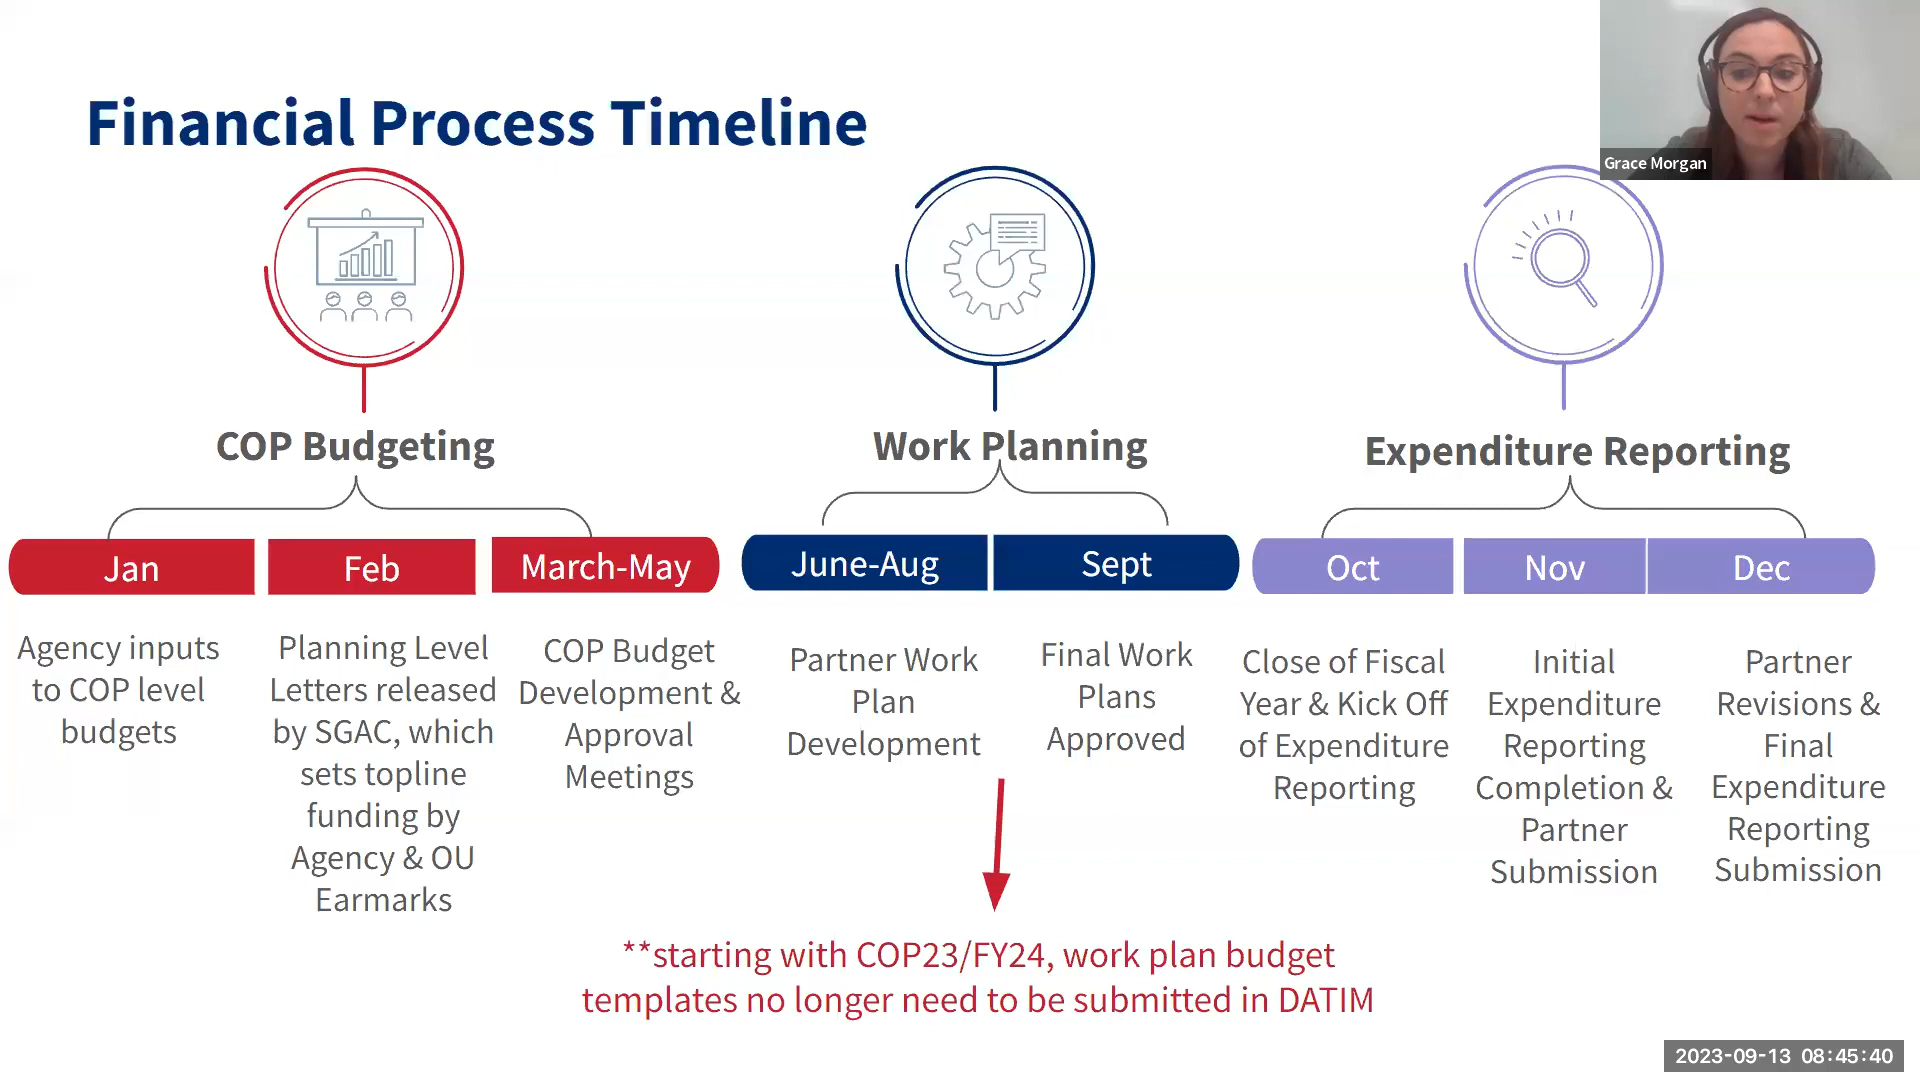 Financial Process Timeline
Grace Morgan
COP Budgeting
Work Planning
Expenditure Reporting
Jan
Feb
March-May
June-Aug
Sept
Oct
Nov
Dec
Agency inputs
to COP level
budgets
Planning Level
Letters released
by SGAC, which
sets topline
funding by
Agency & OU
Earmarks
COP Budget
Development &
Approval
Meetings
Partner Work
Plan
Development
Final Work
Plans
Approved
Close of Fiscal
Year & Kick Off
of Expenditure
Reporting
Initial
Expenditure
Reporting
Completion &
Partner
Submission
Partner
Revisions &
Final
Expenditure
Reporting
Submission
**starting with COP23/FY24, work plan budget
templates no longer need to be submitted in DATIM
2023-09-13 08:45:40